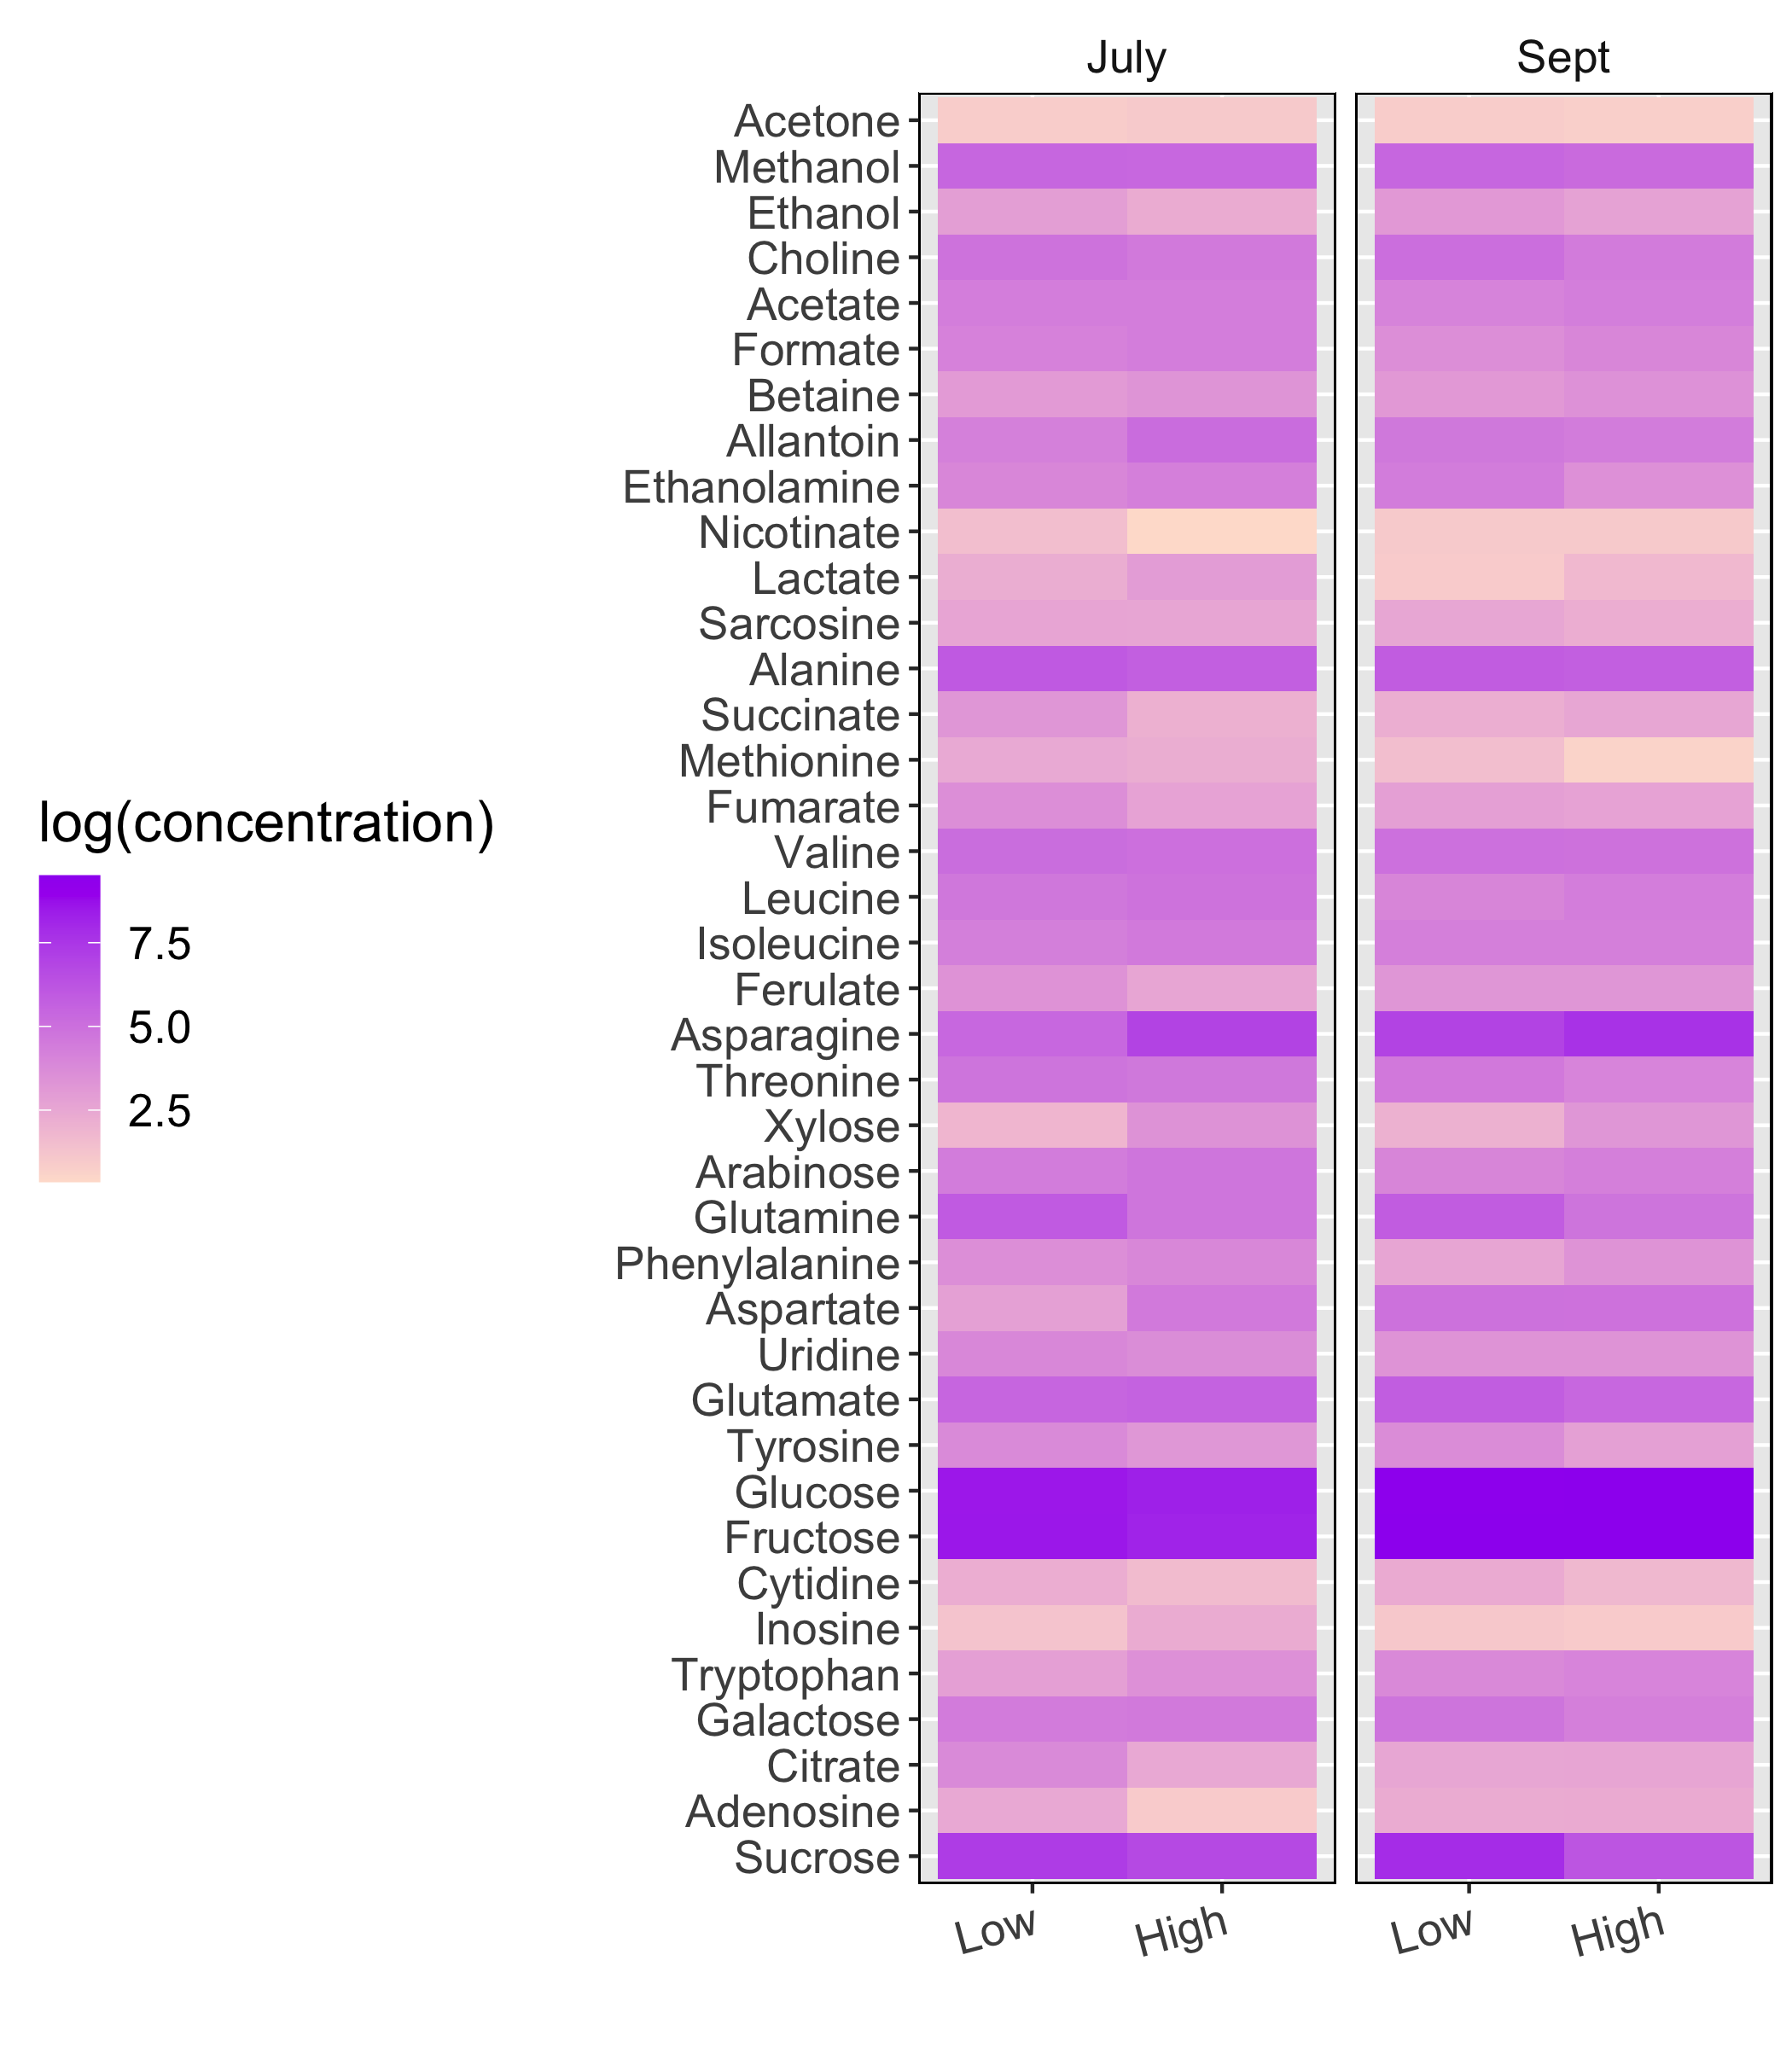 July
Sept
Acetone
Methanol
Ethanol
Choline
Acetate
Formate
Betaine
Allantoin
Ethanolamine
Nicotinate
Lactate
Sarcosine
Alanine
Succinate
Methionine
Fumarate
Valine
Leucine
Isoleucine
Ferulate
Asparagine
Threonine
Xylose
Arabinose
Glutamine
Phenylalanine
Aspartate
Uridine
Glutamate
Tyrosine
Glucose
Fructose
Cytidine
Inosine
Tryptophan
Galactose
Citrate
Adenosine
Sucrose
Low
High
Low
High
log(concentration)
7.5
5.0
2.5